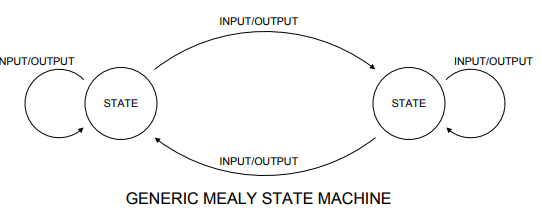 INPUT/OUTPUT
NPUT/OUTPUT
INPUT/OUTPUT
STATE
STATE
INPUT/OUTPUT
GENERIC MEALY STATE MACHINE